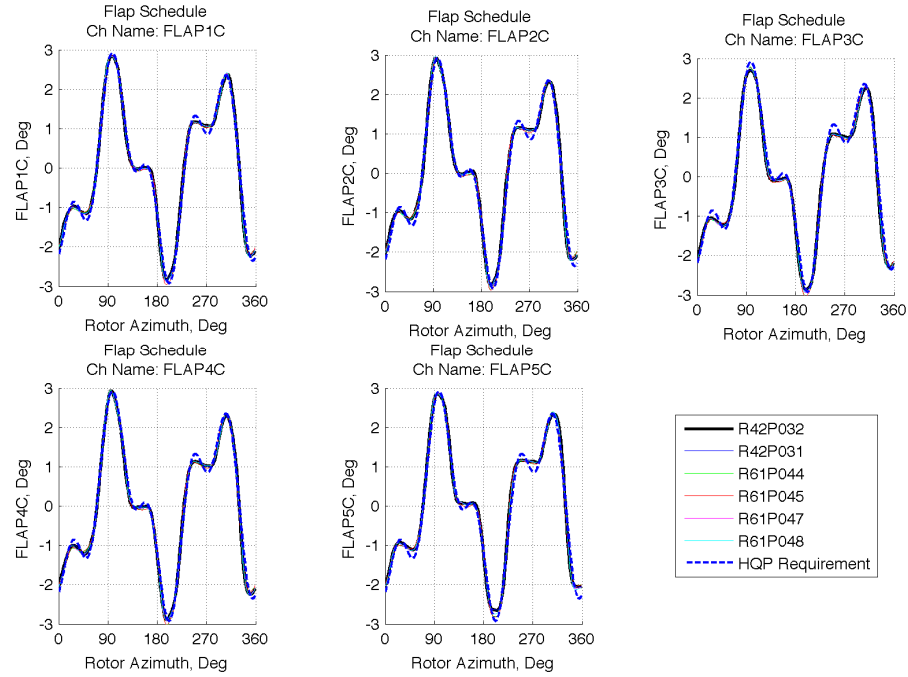 Flap Schedule
Ch Name: FLAP1C
3
2
1
0
-1
-2
-3
FLAP1C, Deg
0 90 180 270 360
Rotor Azimuth, Deg
Flap Schedule
Ch Name: FLAP2C
3
2
1
0
-1
-2
-3
FLAP2C, Deg
0 90 180 270 360
Rotor Azimuth, Deg
Flap Schedule
Ch Name: FLAP3C
3
2
1
0
-1
-2
-3
FLAP3C, Deg
0 90 180 270 360
Rotor Azimuth, Deg
Flap Schedule
Ch Name: FLAP4C
3
2
1
0
-1
-2
-3
FLAP4C, Deg
0 90 180 270 360
Rotor Azimuth, Deg
Flap Schedule
Ch Name: FLAP5C
3
2
1
0
-1
-2
-3
FLAP5C, Deg
0 90 180 270 360
Rotor Azimuth, Deg
R42P032
R42P031
R61P044
R61P045
R61P047
R61P048
HQP Requirement